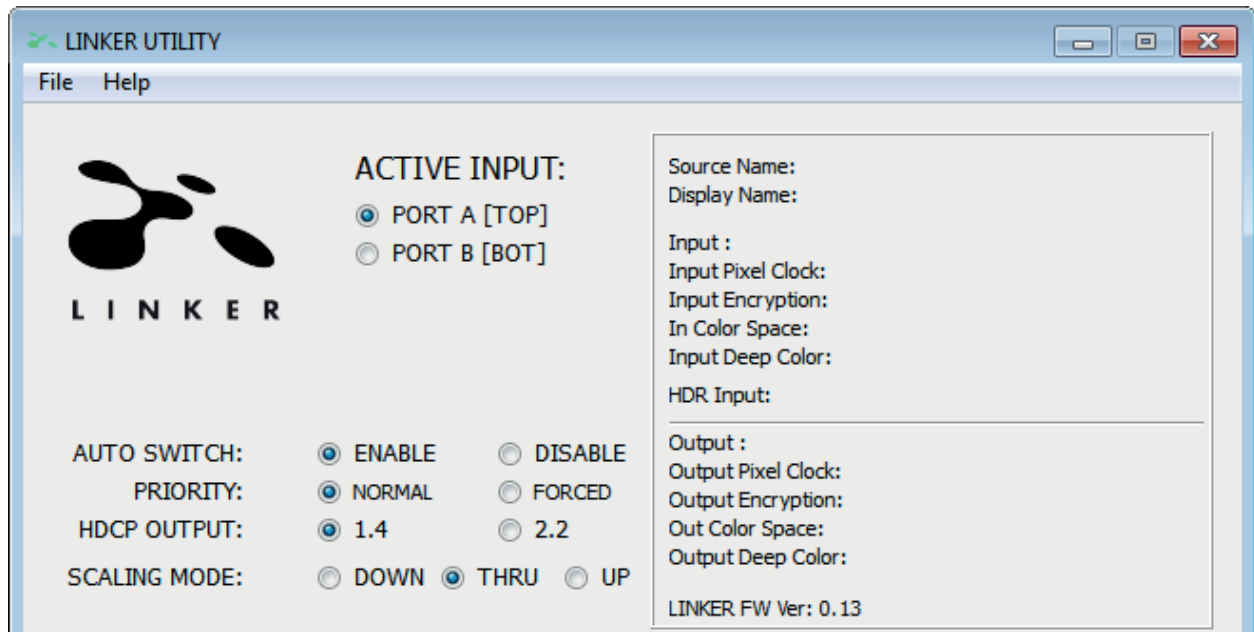 LINKER UTILITY
File Help
LINKER
ACTIVE INPUT:
PORT A [TOP]
PORT B [BOT]
AUTO SWITCH: ENABLE DISABLE
PRIORITY: NORMAL FORCED
HDCP OUTPUT: 1.4 2.2
SCALING MODE: DOWN THRU UP
Source Name:
Display Name:
Input :
Input Pixel Clock:
Input Encryption:
In Color Space:
Input Deep Color:
HDR Input:
Output :
Output Pixel Clock:
Output Encryption:
Out Color Space:
Output Deep Color:
LINKER FW Ver: 0.13